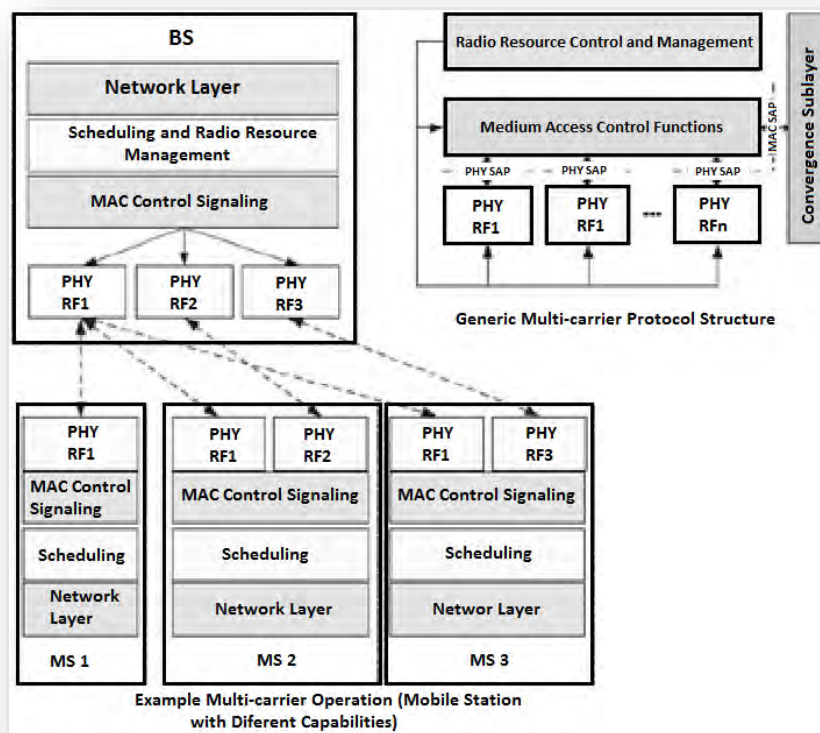 BS
Network Layer
Scheduling and Radio Resource
Management
MAC Control Signaling
PHY
RF1
PHY
RF2
PHY
RF3
Radio Resource Control and Management
Medium Access Control Functions
MAC SAP
Convergence Sublayer
PHY SAP
PHY SAP
PHY SAP
PHY
RF1
PHY
RF1
PHY
RFn
Generic Multi-carrier Protocol Structure
PHY
RF1
MAC Control
Signaling
Scheduling
Network
Layer
MS 1
PHY
RF1
PHY
RF2
MAC Control Signaling
Scheduling
Network Layer
MS 2
PHY
RF1
PHY
RF3
MAC Control Signaling
Scheduling
Networ Layer
MS 3
Example Multi-carrier Operation (Mobile Station
with Diferent Capabilities)